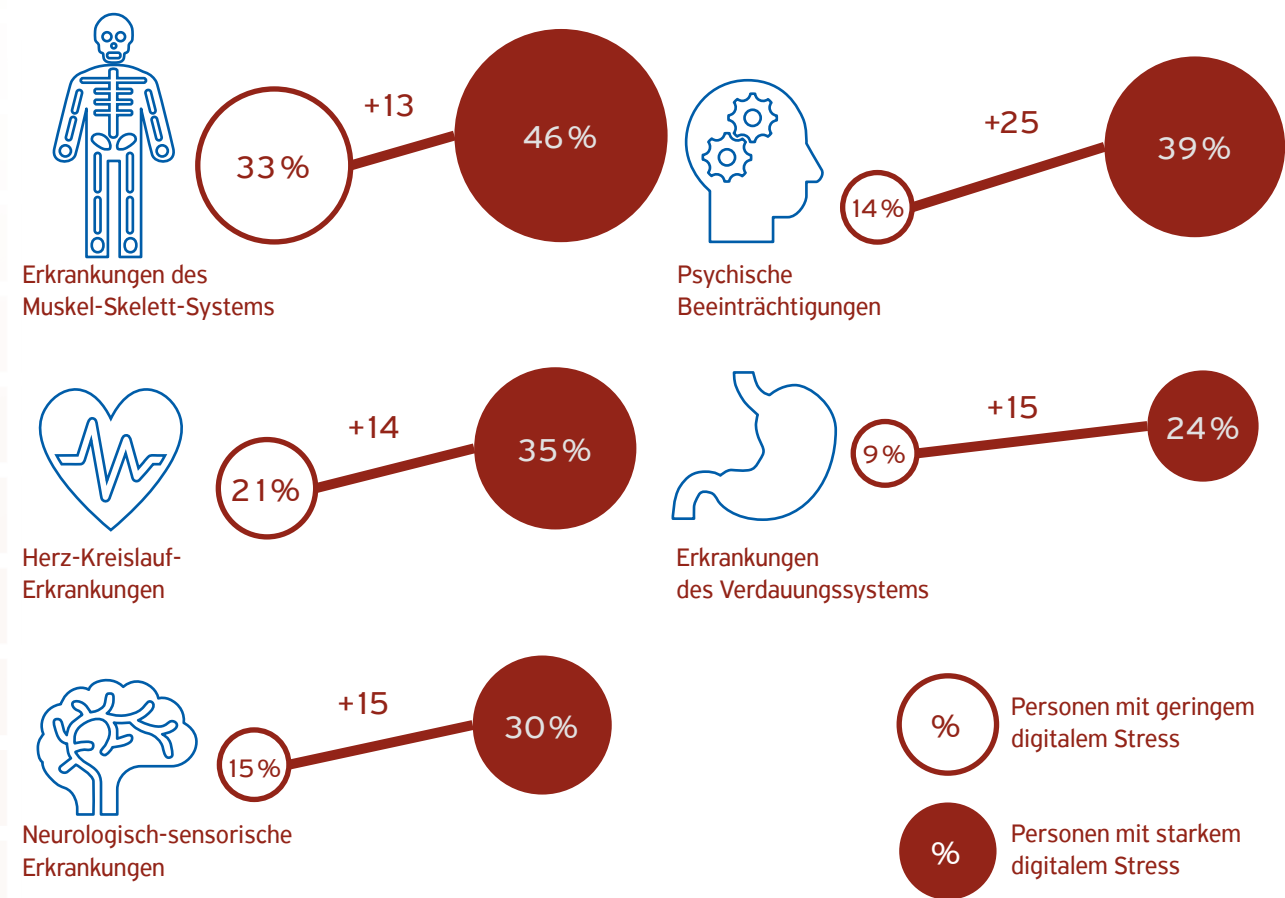 33 %
+13
46 %
Erkrankungen des
Muskel-Skelett-Systems
14 %
+25
39 %
Psychische
Beeinträchtigungen
21 %
+14
35 %
Herz-Kreislauf-
Erkrankungen
9 %
+15
24 %
Erkrankungen
des Verdauungssystems
15 %
+15
30 %
Neurologisch-sensorische
Erkrankungen
%
Personen mit geringem
digitalem Stress
%
Personen mit starkem
digitalem Stress